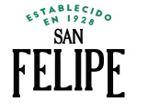 ESTABLECIDO
EN 1928
SAN
FELIPE